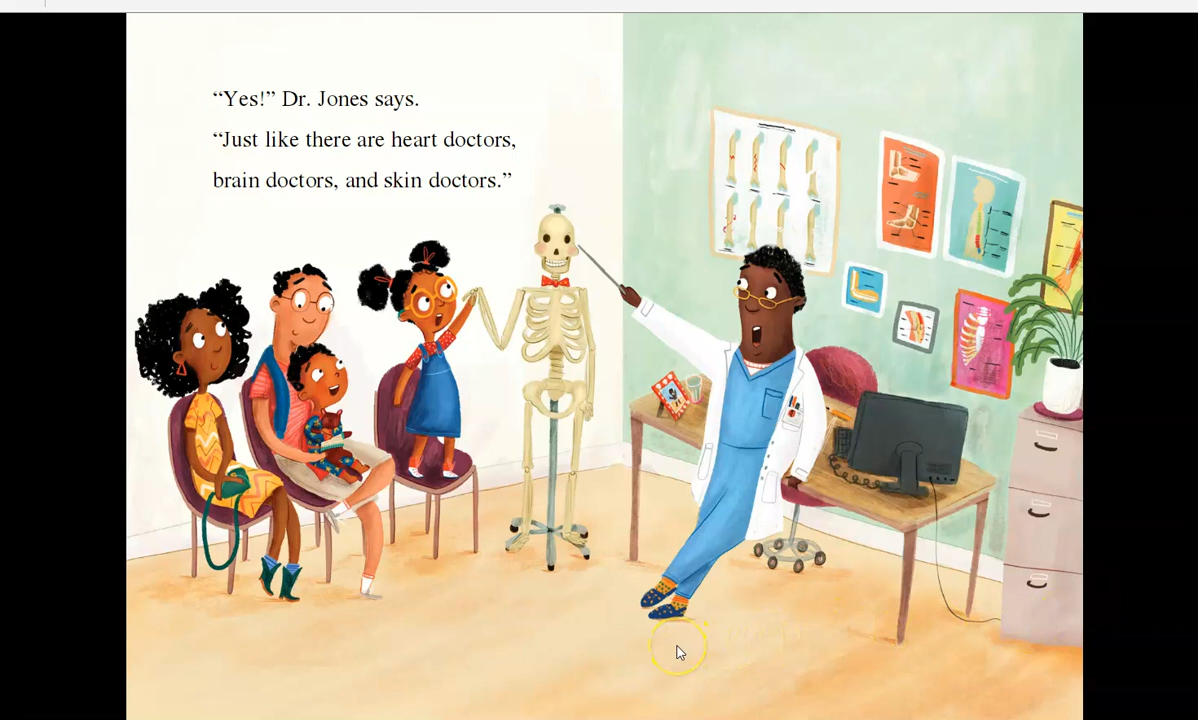 “Yes!” Dr. Jones says.
“Just like there are heart doctors,
brain doctors, and skin doctors.”